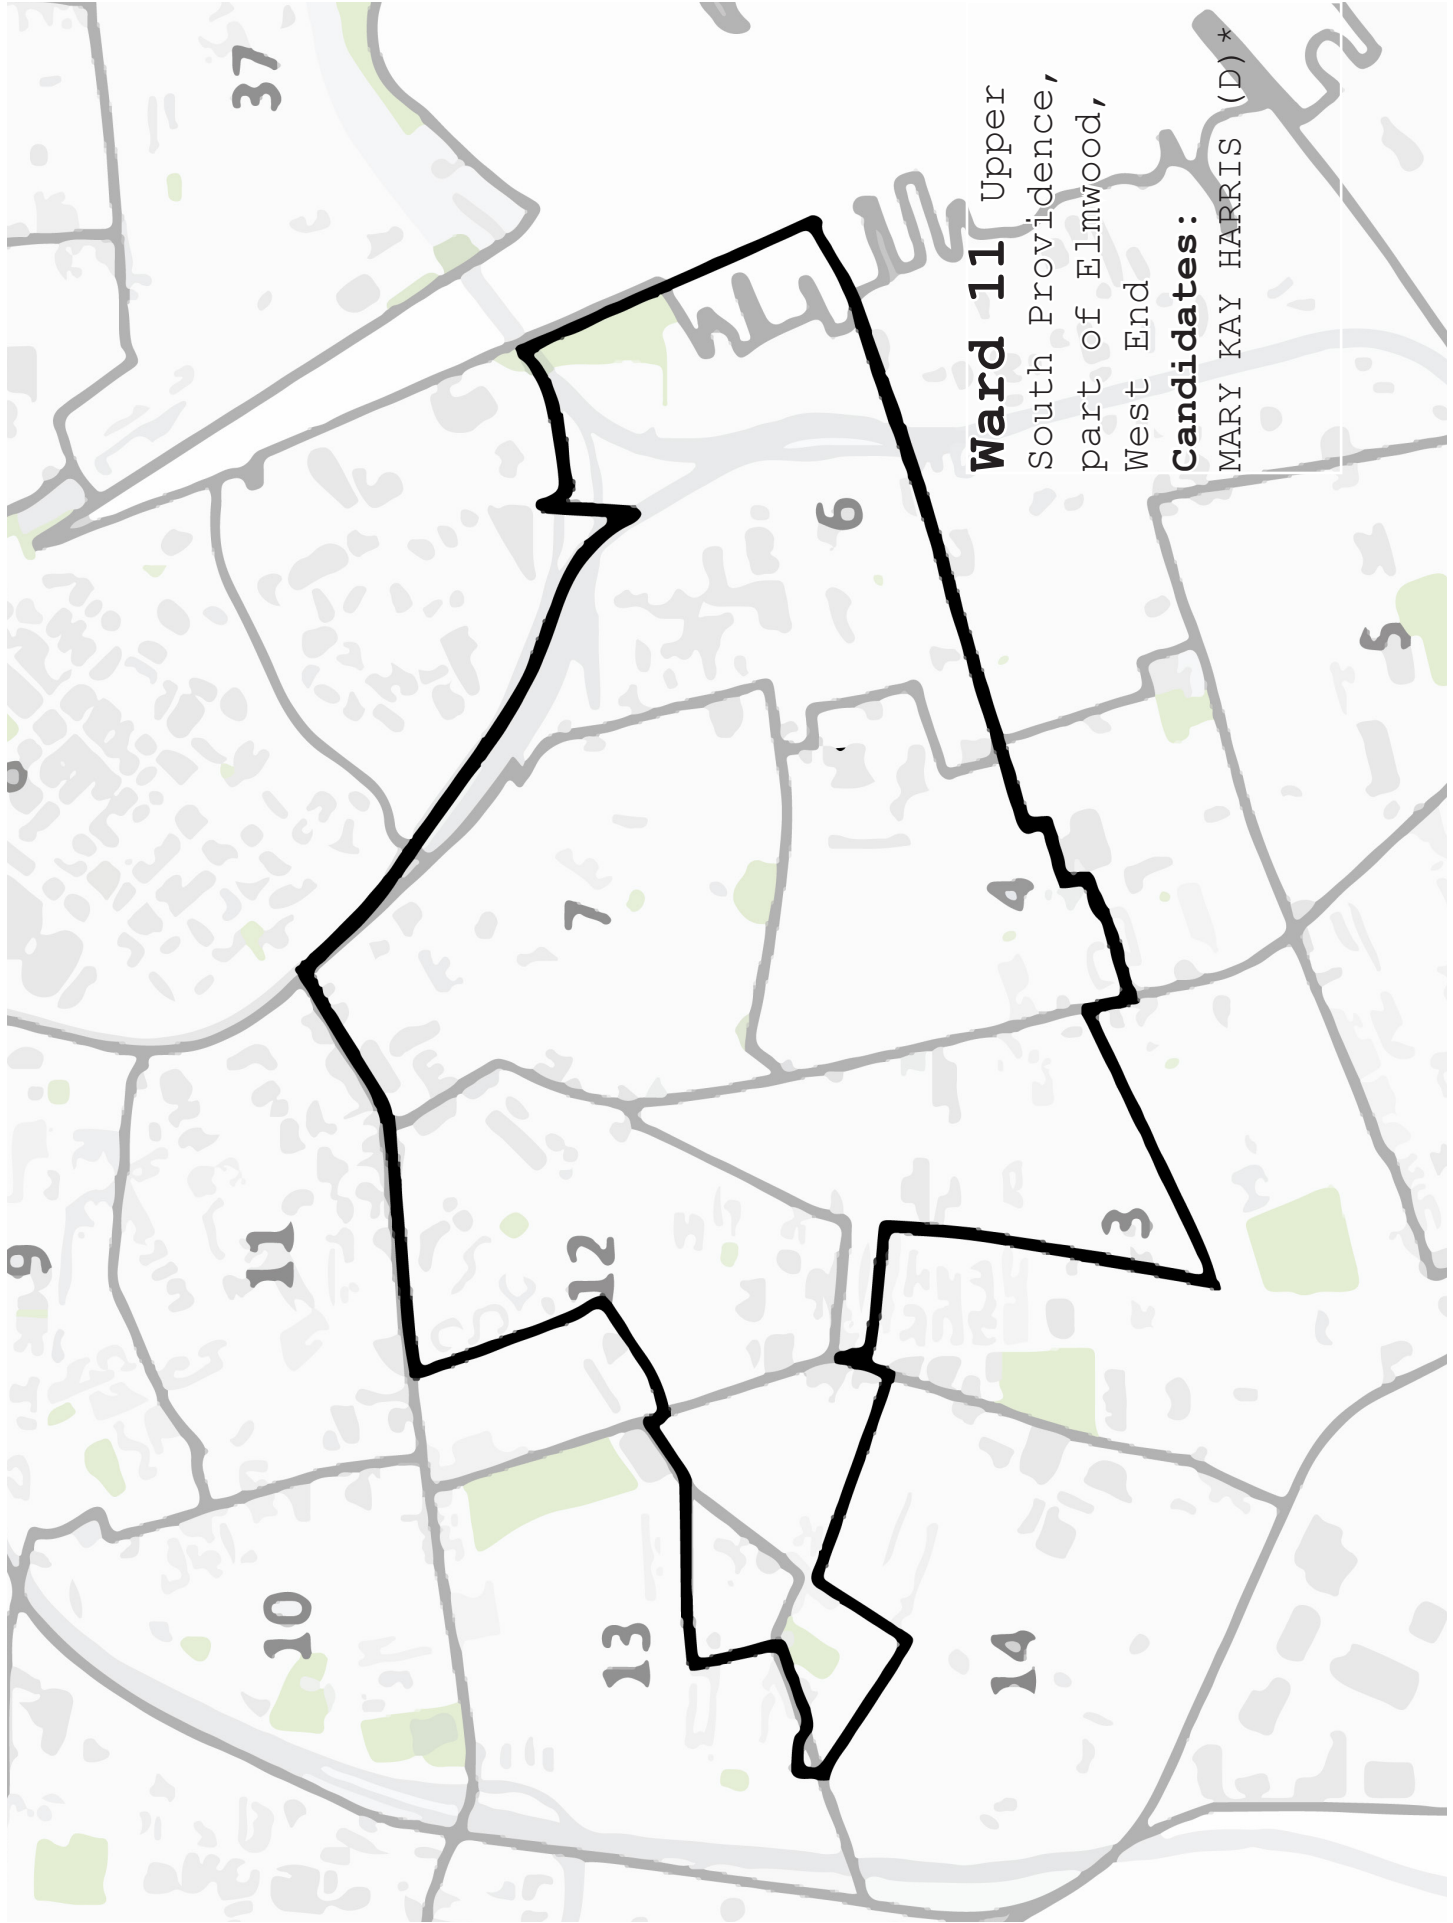 Ward 11 Upper
South Providence,
part of Elmwood,
West End
Candidates:
MARY KAY HARRIS (D)*
37
6
5
7
4
9
11
12
3
10
13
14